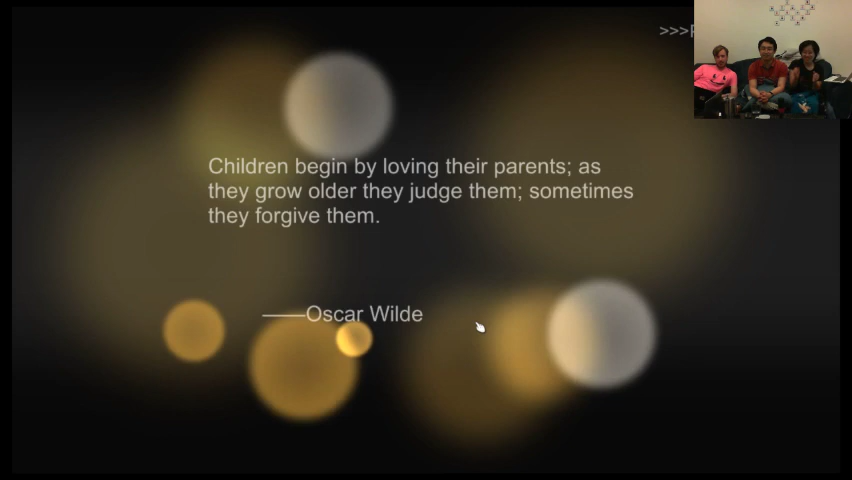 >>>
Children begin by loving their parents; as
they grow older they judge them; sometimes
they forgive them.
——Oscar Wilde